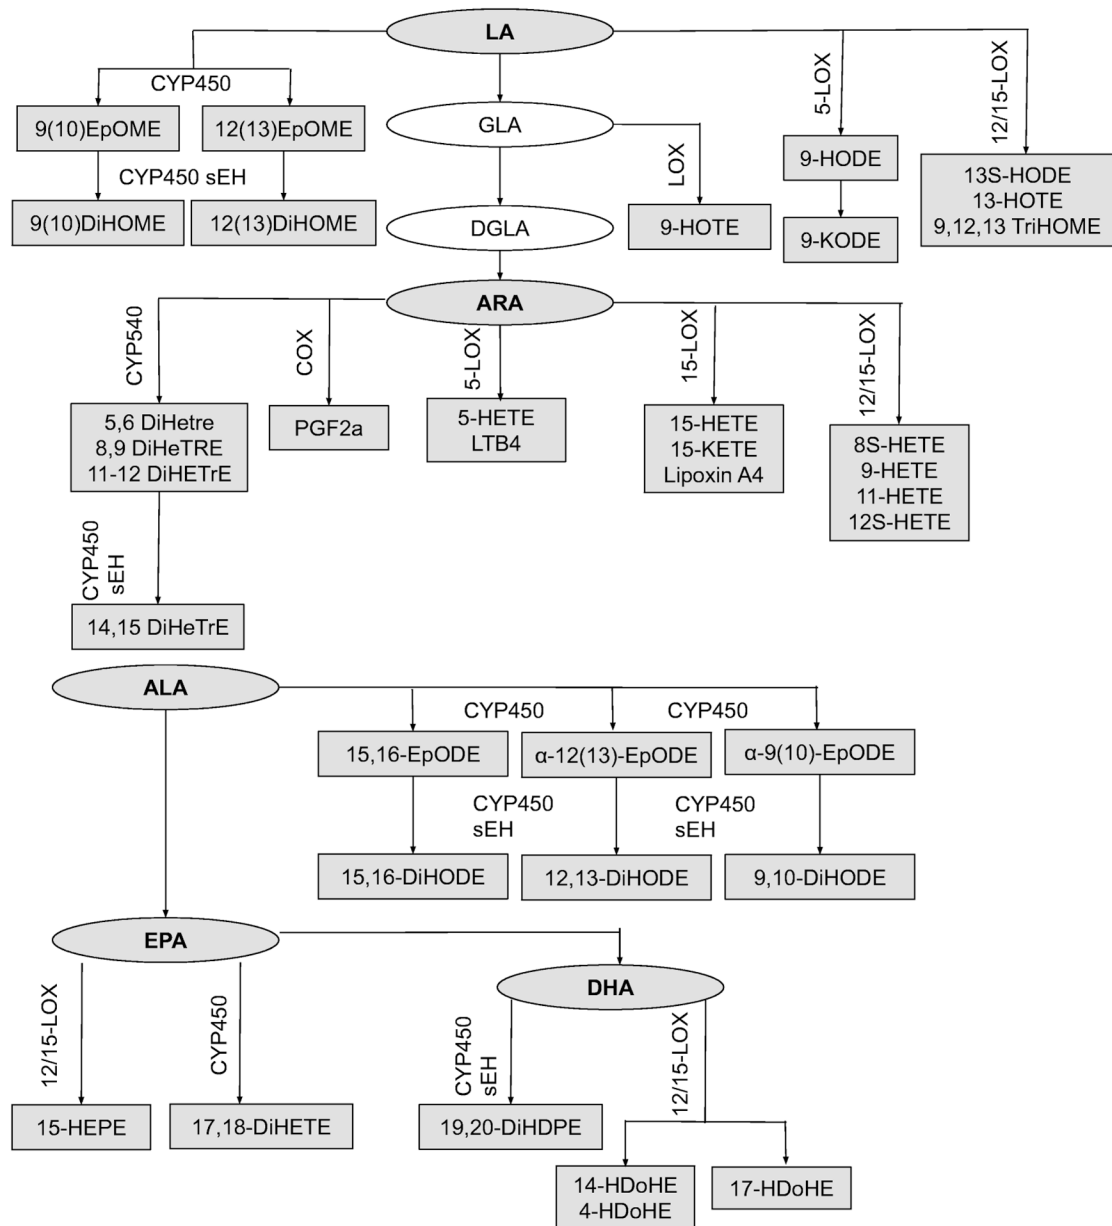 LA
CYP450
5-LOX
12/15-LOX
9(10)EpOME
12(13)EpOME
GLA
LOX
9-HODE
13S-HODE
13-HOTE
9,12,13 TriHOME
CYP450 sEH
9(10)DiHOME
12(13)DiHOME
DGLA
9-HOTE
9-KODE
ARA
CYP540
COX
5-LOX
15-LOX
12/15-LOX
5,6 DiHetre
8,9 DiHeTRE
11-12 DiHETrE
PGF2a
5-HETE
LTB4
15-HETE
15-KETE
Lipoxin A4
8S-HETE
9-HETE
11-HETE
12S-HETE
CYP450
sEH
14,15 DiHeTrE
ALA
CYP450
CYP450
15,16-EpODE
α-12(13)-EpODE
α-9(10)-EpODE
CYP450
sEH
CYP450
sEH
15,16-DiHODE
12,13-DiHODE
9,10-DiHODE
EPA
DHA
12/15-LOX
CYP450
CYP450
sEH
12/15-LOX
15-HEPE
17,18-DiHETE
19,20-DiHDPE
14-HDoHE
4-HDoHE
17-HDoHE